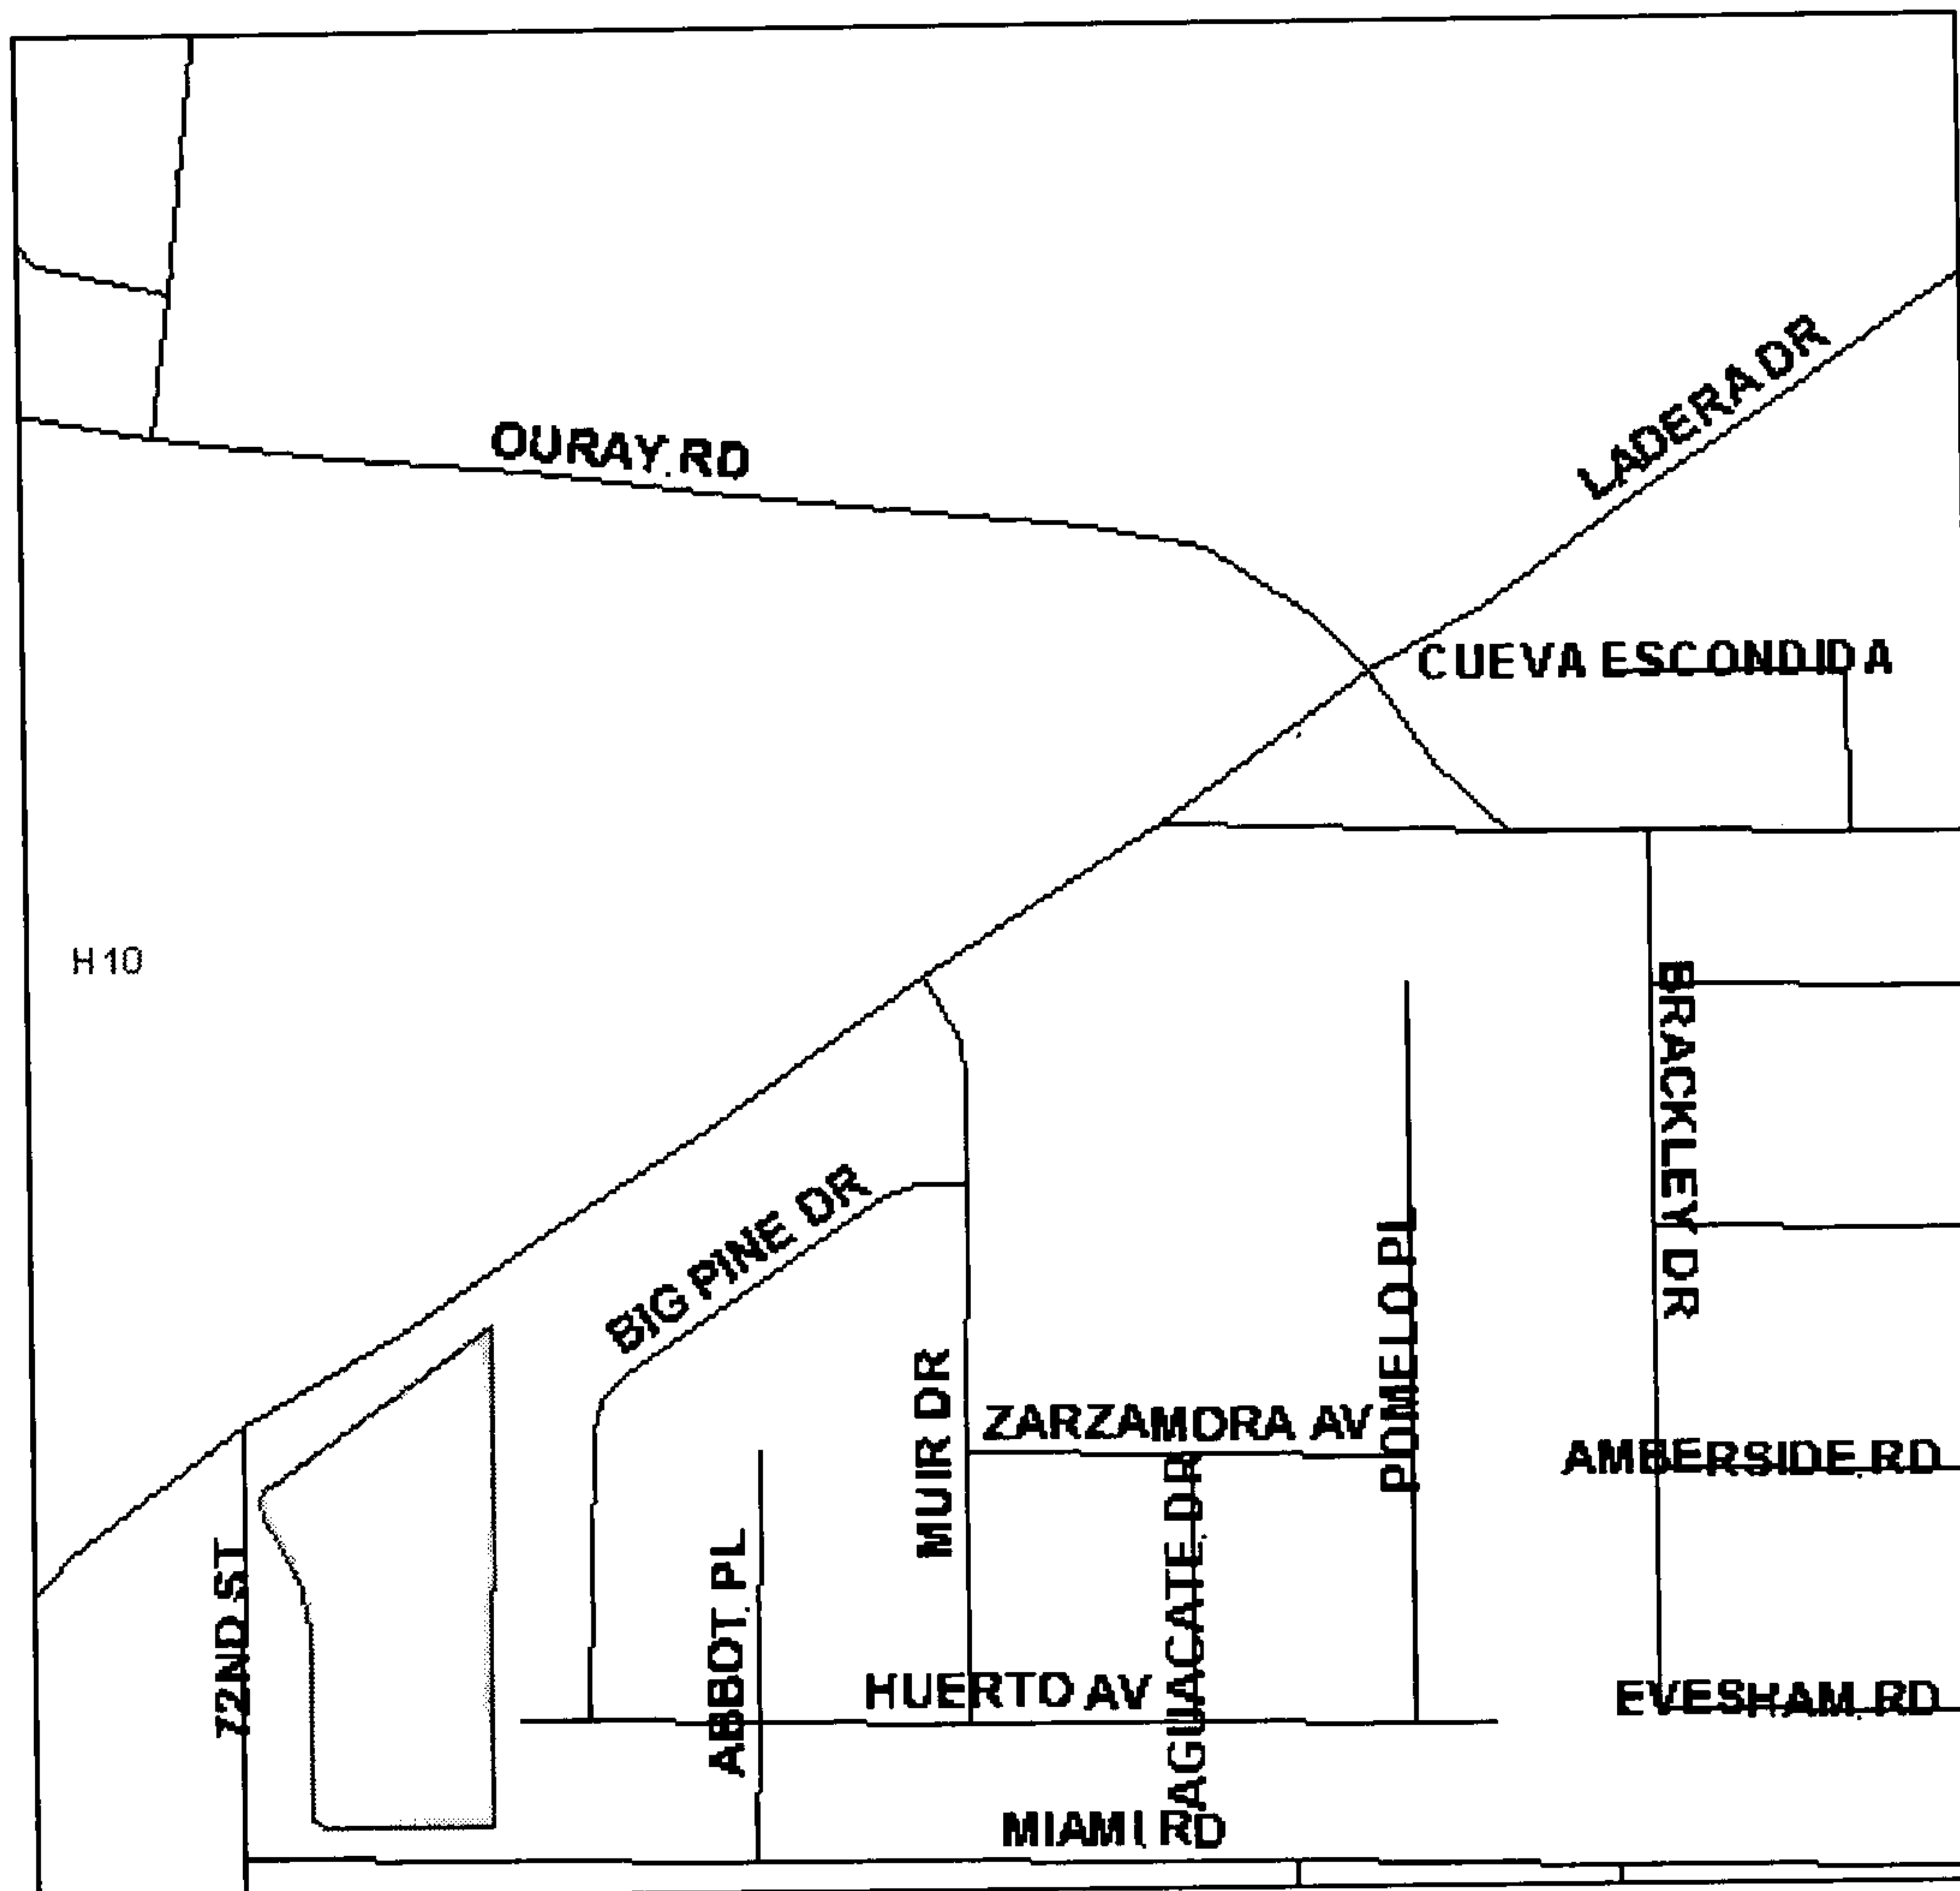 OURAY RD
LADERA DR
CUEVA ESCONDIDA
H10
BRACKLEY DR
BIG PINE DR
POMELO PL
MUIR DR
ZARZAMORA AV
AMBERSIDE RD
72ND ST
ABBOT PL
AGUACATE DR
HUERTO AV
EVESHAM RD
MIAMI RD